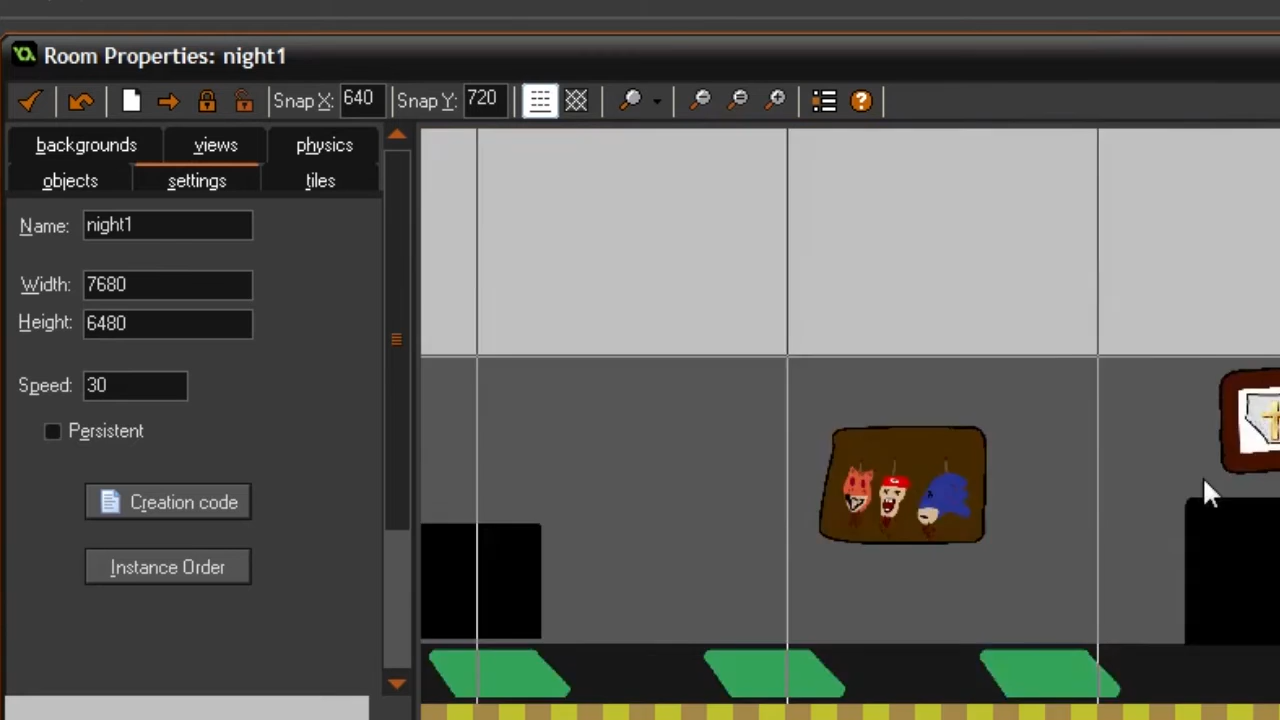 Room Properties: night1
Snap X: 640 Snap Y: 720
backgrounds views physics
objects settings tiles
Name: night1
Width: 7680
Height: 6480
Speed: 30
Persistent
Creation code
Instance Order